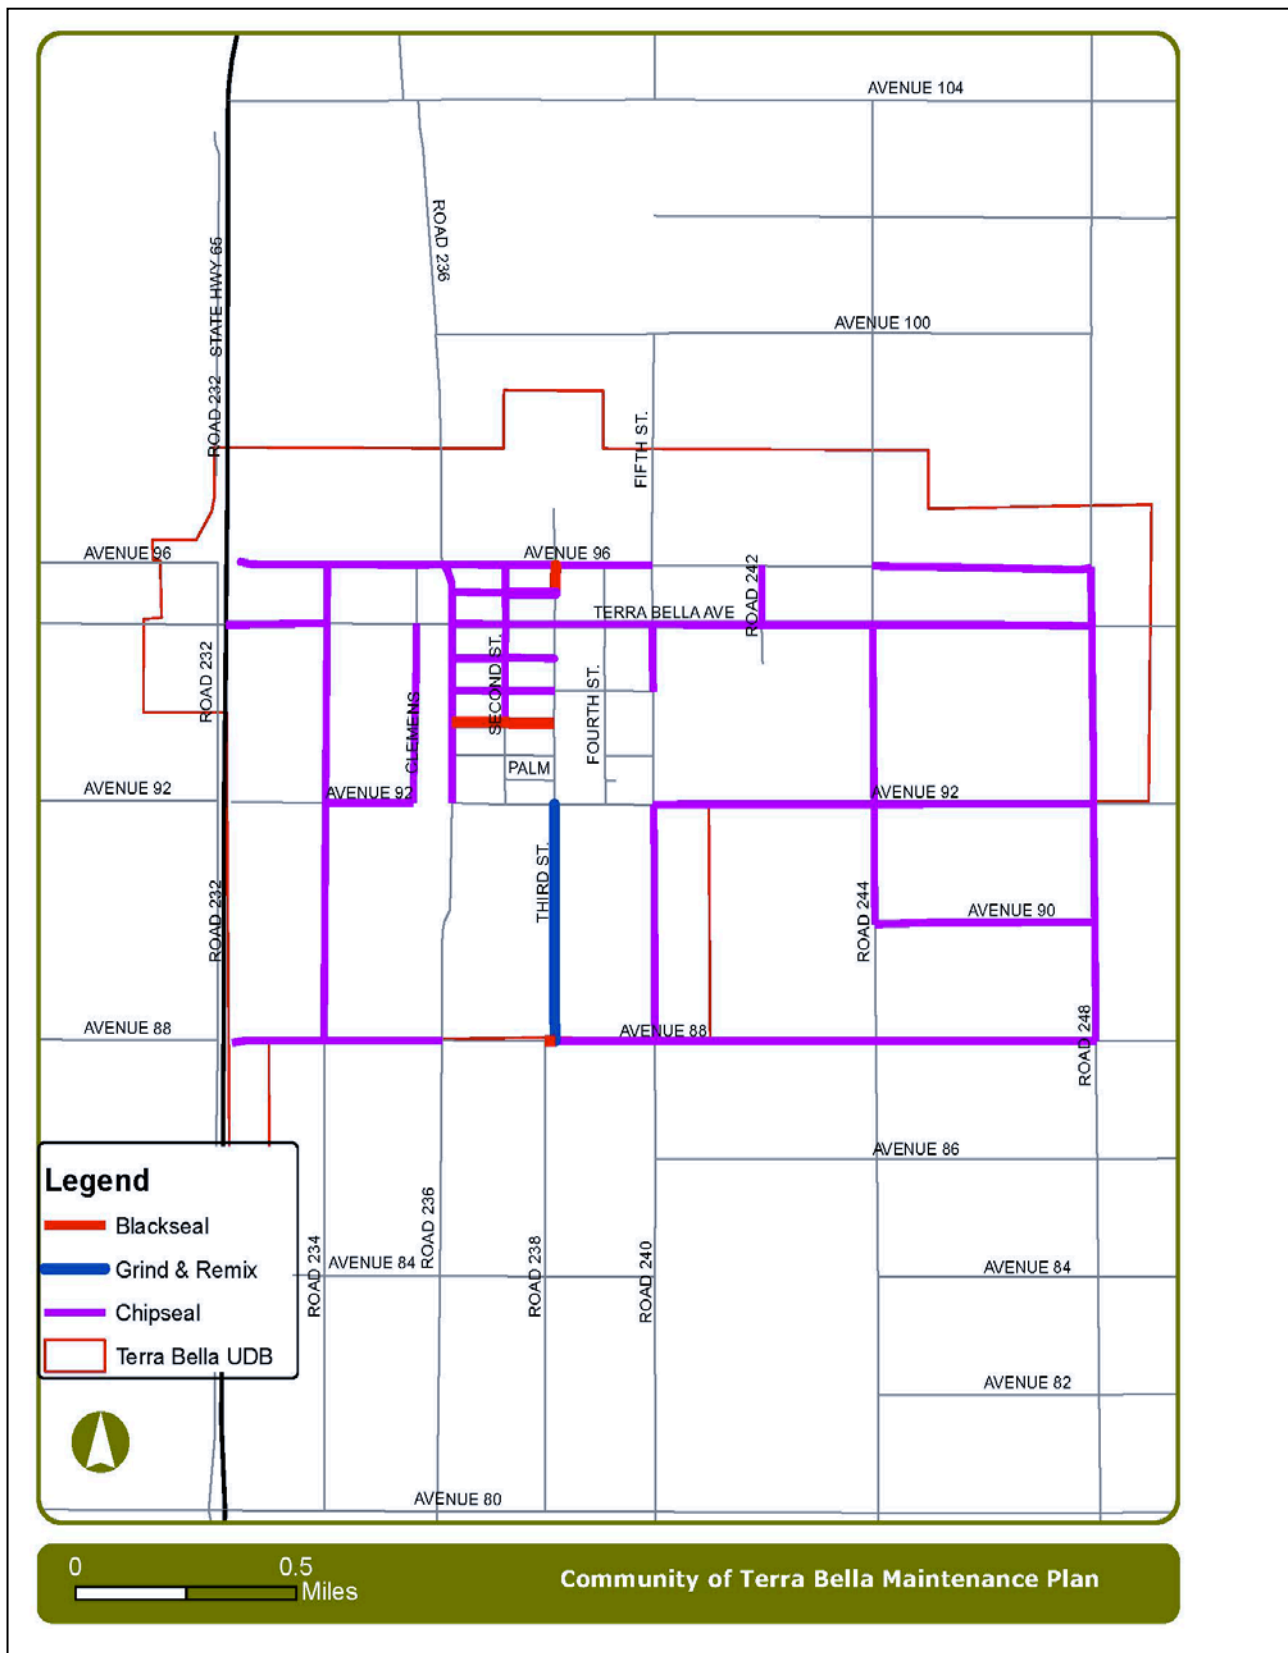 AVENUE 104
ROAD 236
STATE HWY 65
AVENUE 100
ROAD 232
FIFTH ST.
AVENUE 96
AVENUE 96
ROAD 242
TERRA BELLA AVE
ROAD 232
SECOND ST.
FOURTH ST.
CLEMENS
PALM
AVENUE 92
AVENUE 92
AVENUE 92
THIRD ST.
ROAD 232
ROAD 244
AVENUE 90
AVENUE 88
AVENUE 88
ROAD 248
AVENUE 86
Legend
Blackseal
Grind & Remix
Chipseal
Terra Bella UDB
ROAD 234
AVENUE 84
ROAD 236
ROAD 238
ROAD 240
AVENUE 84
AVENUE 82
AVENUE 80
0 0.5
Miles
Community of Terra Bella Maintenance Plan